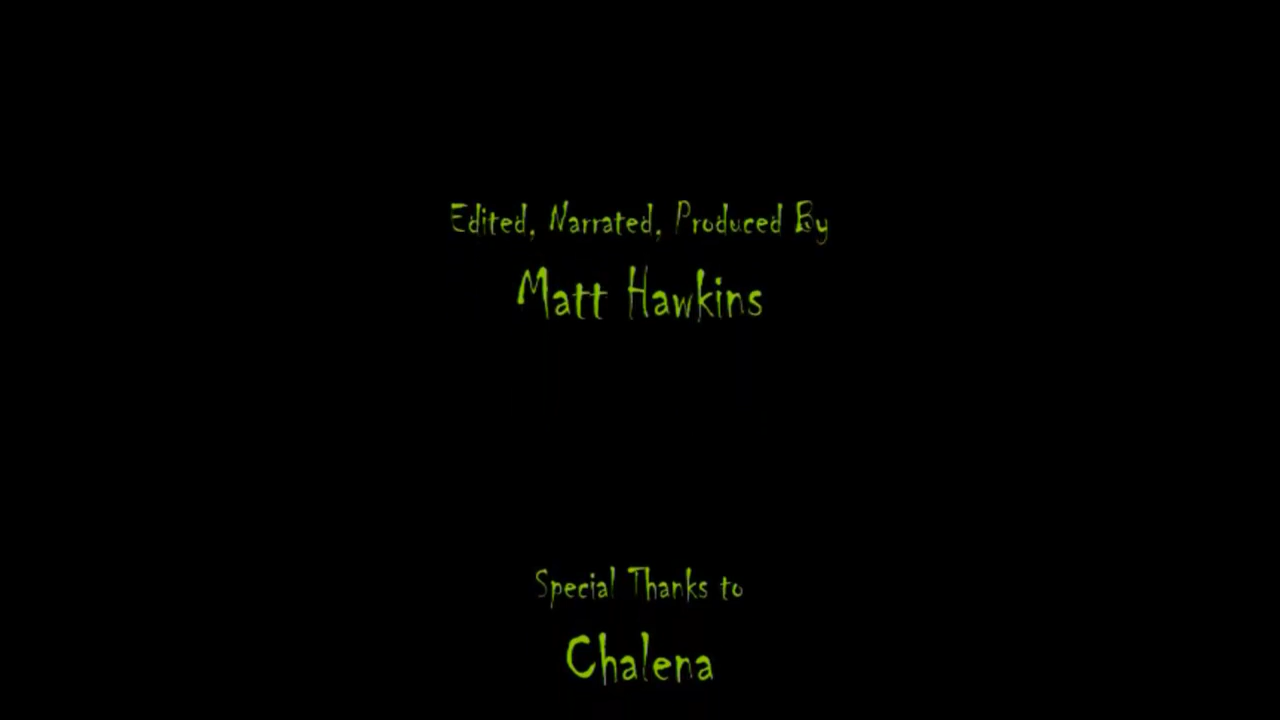 Edited, Narrated, Produced By
Matt Hawkins
Special Thanks to
Chalena